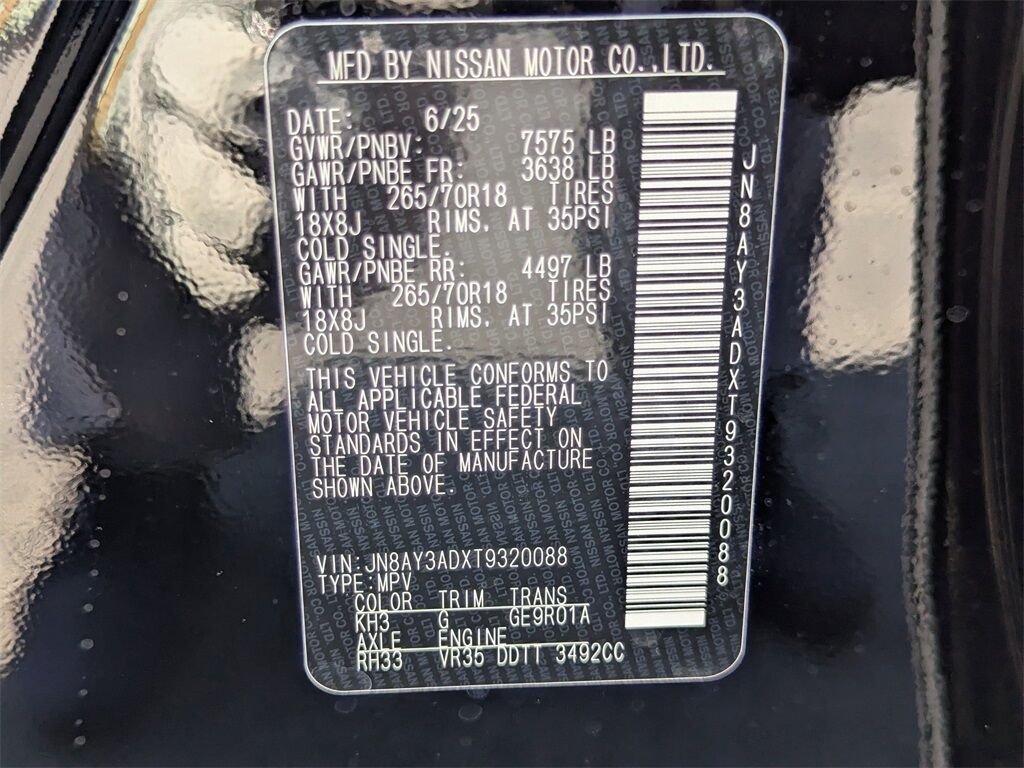 MFD BY NISSAN MOTOR CO.,LTD.
DATE: 6/25
GVWR/PNBV: 7575 LB
GAWR/PNBE FR: 3638 LB
WITH 265/70R18 TIRES
18X8J RIMS, AT 35PSI
COLD SINGLE.
GAWR/PNBE RR: 4497 LB
WITH 265/70R18 TIRES
18X8J RIMS, AT 35PSI
COLD SINGLE.
THIS VEHICLE CONFORMS TO
ALL APPLICABLE FEDERAL
MOTOR VEHICLE SAFETY
STANDARDS IN EFFECT ON
THE DATE OF MANUFACTURE
SHOWN ABOVE.
VIN:JN8AY3ADXT9320088
TYPE:MPV
COLOR TRIM TRANS
KH3 G GE9R01A
AXLE ENGINE
RH33 VR35 DDTT 3492CC
JN8AY3ADXT9320088